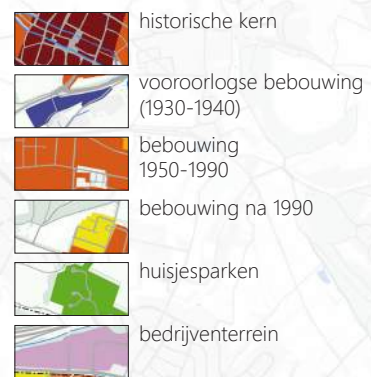 historische kern
vooroorlogse bebouwing
(1930-1940)
bebouwing
1950-1990
bebouwing na 1990
huisjesparken
bedrijventerrein